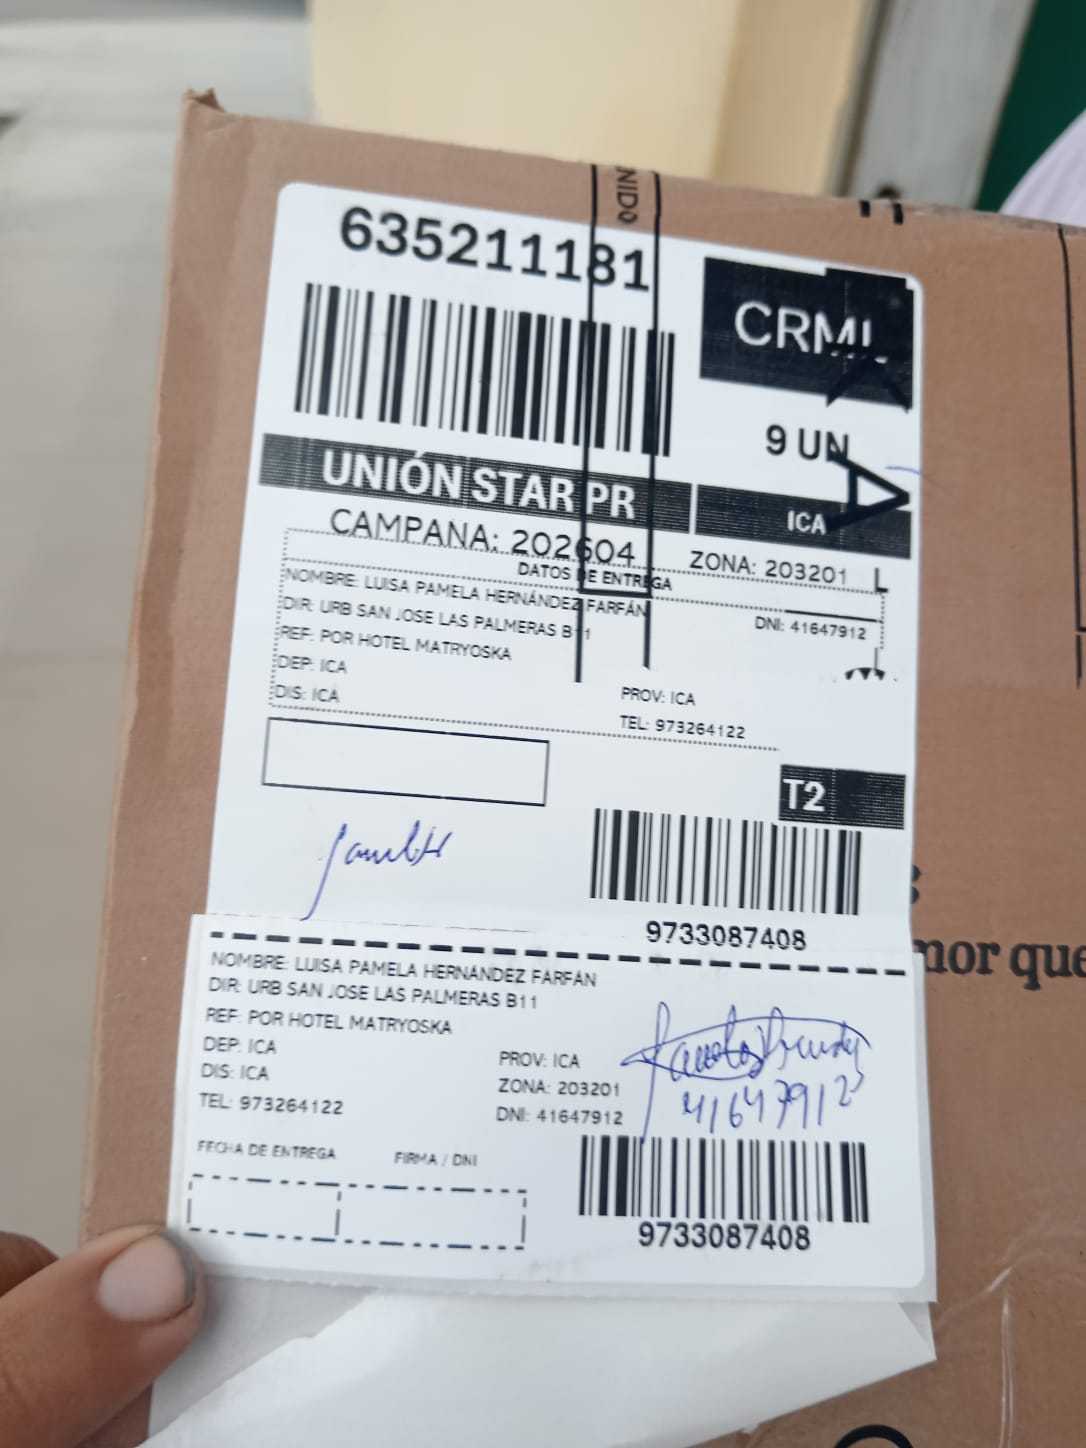 NIDO
635211181
CRM
9 UN
UNIÓN STAR PR
ICA
A
CAMPAÑA: 202604
ZONA: 203201
L
DATOS DE ENTREGA
NOMBRE: LUISA PAMELA HERNÁNDEZ FARFÁN
DNI: 41647912
DIR: URB SAN JOSE LAS PALMERAS B11
REF: POR HOTEL MATRYOSKA
DEP: ICA
PROV: ICA
DIS: ICA
TEL: 973264122
T2
9733087408
mor que
NOMBRE: LUISA PAMELA HERNÁNDEZ FARFÁN
DIR: URB SAN JOSE LAS PALMERAS B11
REF: POR HOTEL MATRYOSKA
DEP: ICA
PROV: ICA
DIS: ICA
ZONA: 203201
TEL: 973264122
DNI: 41647912
41647912
FECHA DE ENTREGA
FIRMA / DNI
9733087408